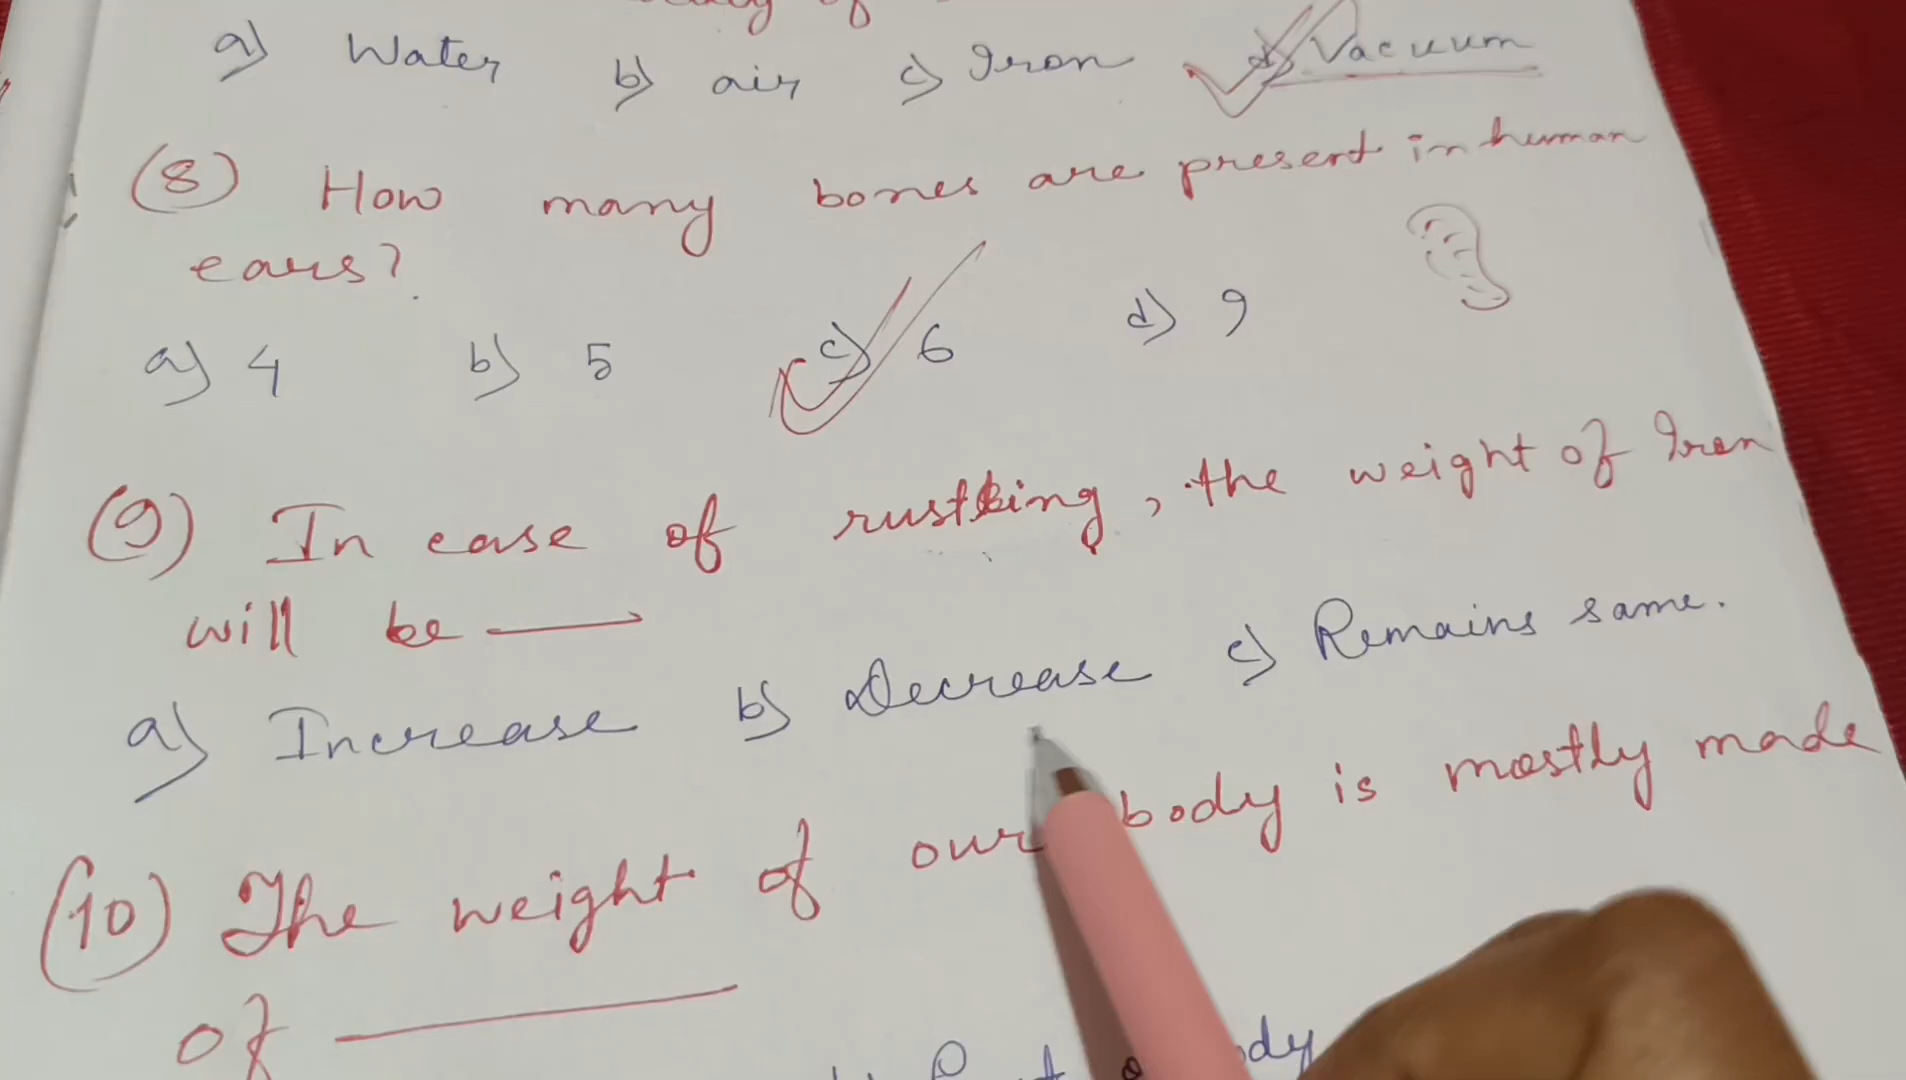 a) Water b) air c) Iron d) Vacuum
(8) How many bones are present in human
ears?
a) 4 b) 5 c) 6 d) 9
(9) In case of rusting, the weight of Iron
will be
a) Increase b) Decrease c) Remains same.
(10) The weight of our body is mostly made
of